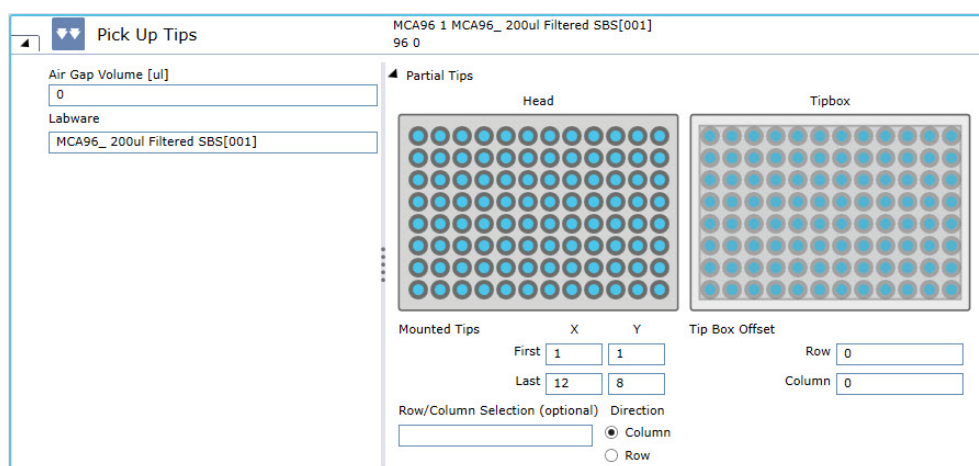 Pick Up Tips
MCA96 1 MCA96_ 200ul Filtered SBS[001]
96 0
Air Gap Volume [ul]
0
Labware
MCA96_ 200ul Filtered SBS[001]
Partial Tips
Head
Tipbox
Mounted Tips X Y
First 1 1
Last 12 8
Tip Box Offset
Row 0
Column 0
Row/Column Selection (optional) Direction
Column
Row